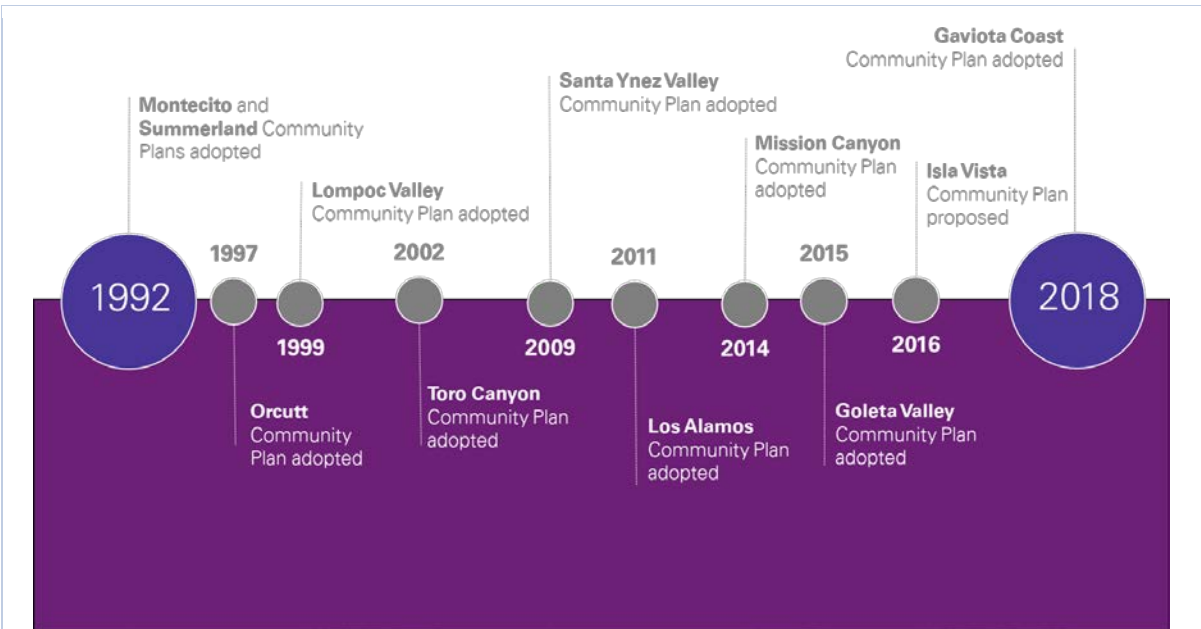 Montecito and
Summerland Community
Plans adopted
1992
1997
Orcutt
Community
Plan adopted
Lompoc Valley
Community Plan adopted
1999
2002
Toro Canyon
Community Plan
adopted
Santa Ynez Valley
Community Plan adopted
2009
2011
Los Alamos
Community Plan
adopted
Mission Canyon
Community Plan
adopted
2014
2015
Goleta Valley
Community Plan
adopted
Isla Vista
Community Plan
proposed
2016
Gaviota Coast
Community Plan adopted
2018